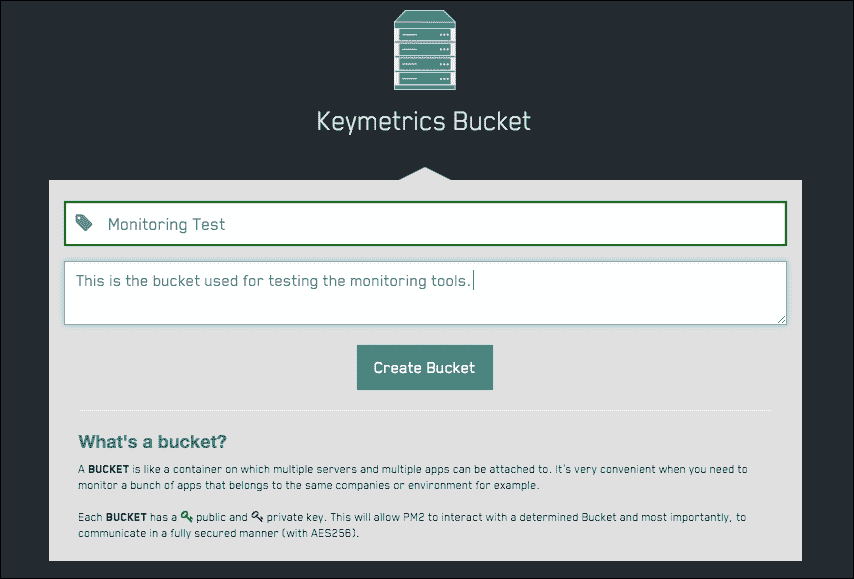 Keymetrics Bucket
Monitoring Test
This is the bucket used for testing the monitoring tools.
Create Bucket
What's a bucket?
A BUCKET is like a container on which multiple servers and multiple apps can be attached to. It's very convenient when you need to
monitor a bunch of apps that belongs to the same companies or environment for example.
Each BUCKET has a public and private key. This will allow PM2 to interact with a determined Bucket and most importantly, to
communicate in a fully secured manner (with AES256).